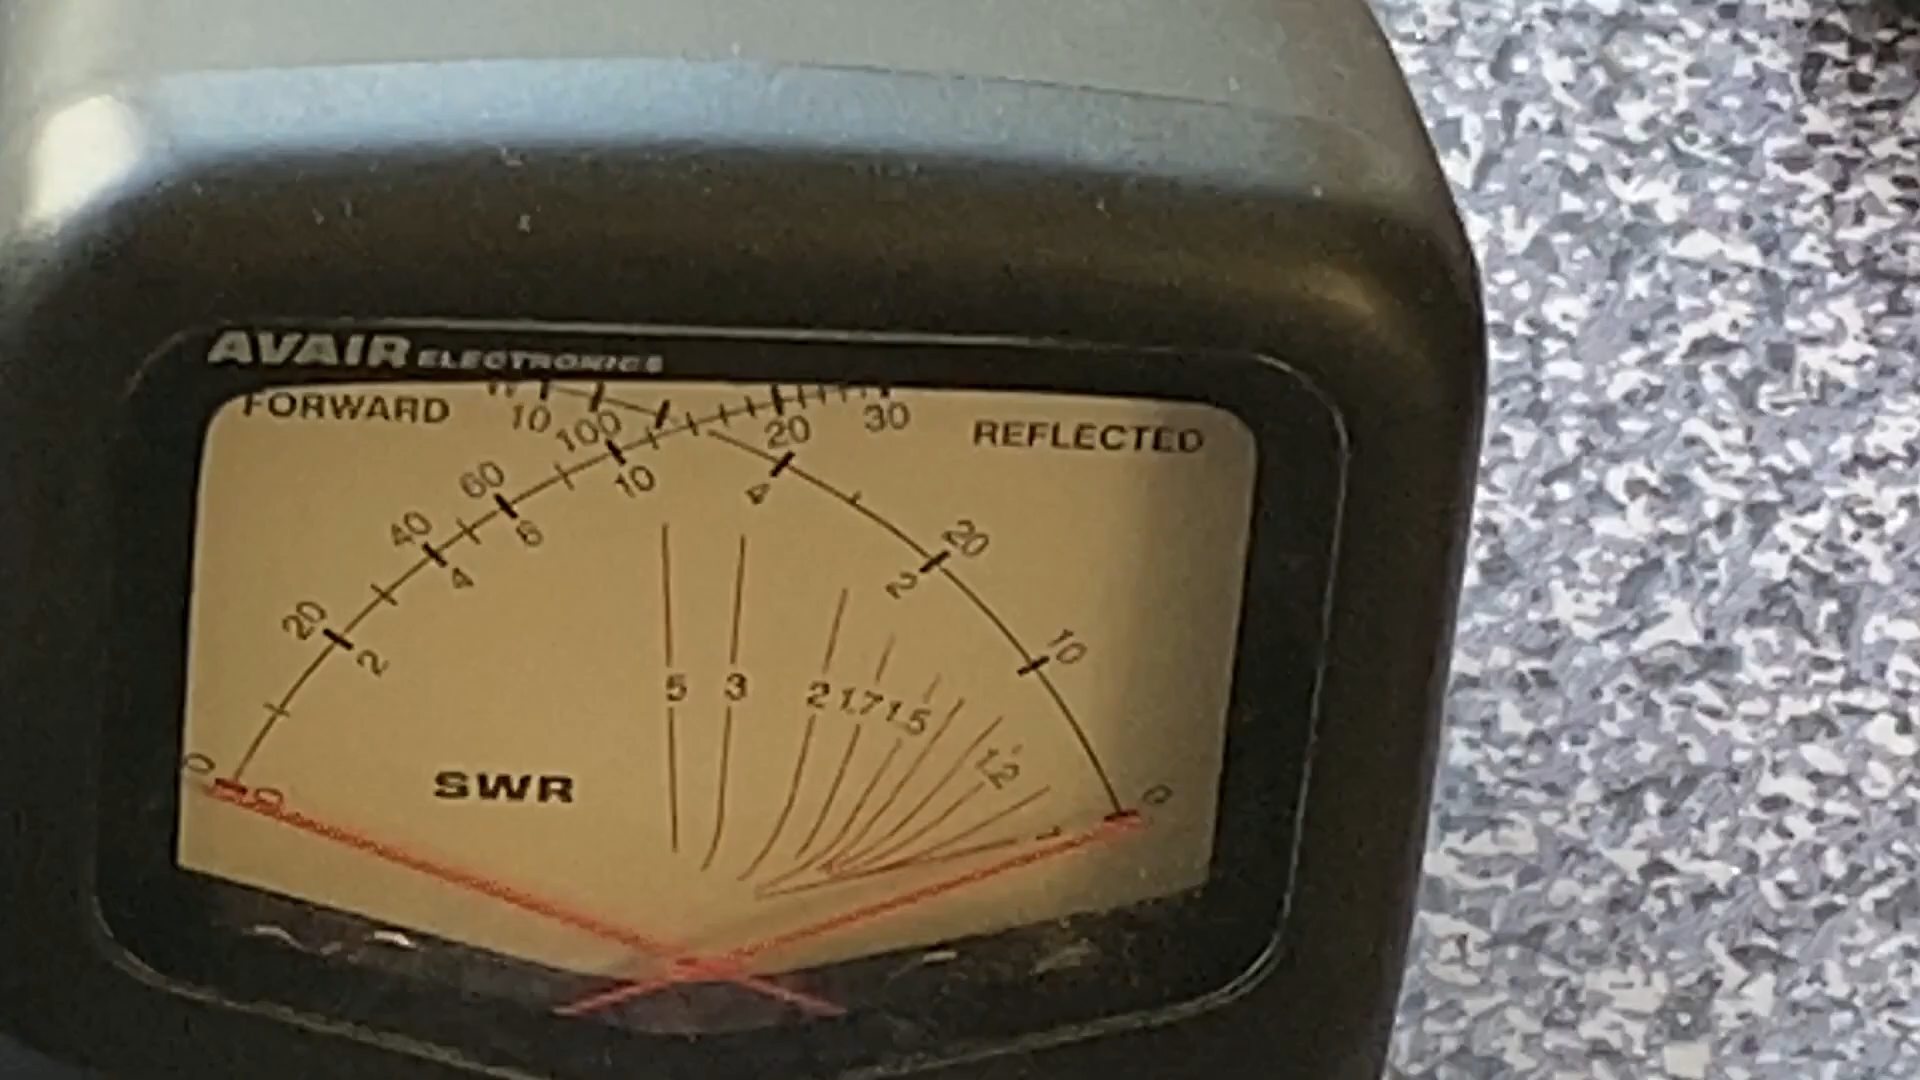 AVAIR ELECTRONICS
FORWARD
REFLECTED
10 100 20 30
60 10 4
40 6 20
4 2
20 2 10
5 3 2 1.7 1.5
1.2
SWR
0 0 0